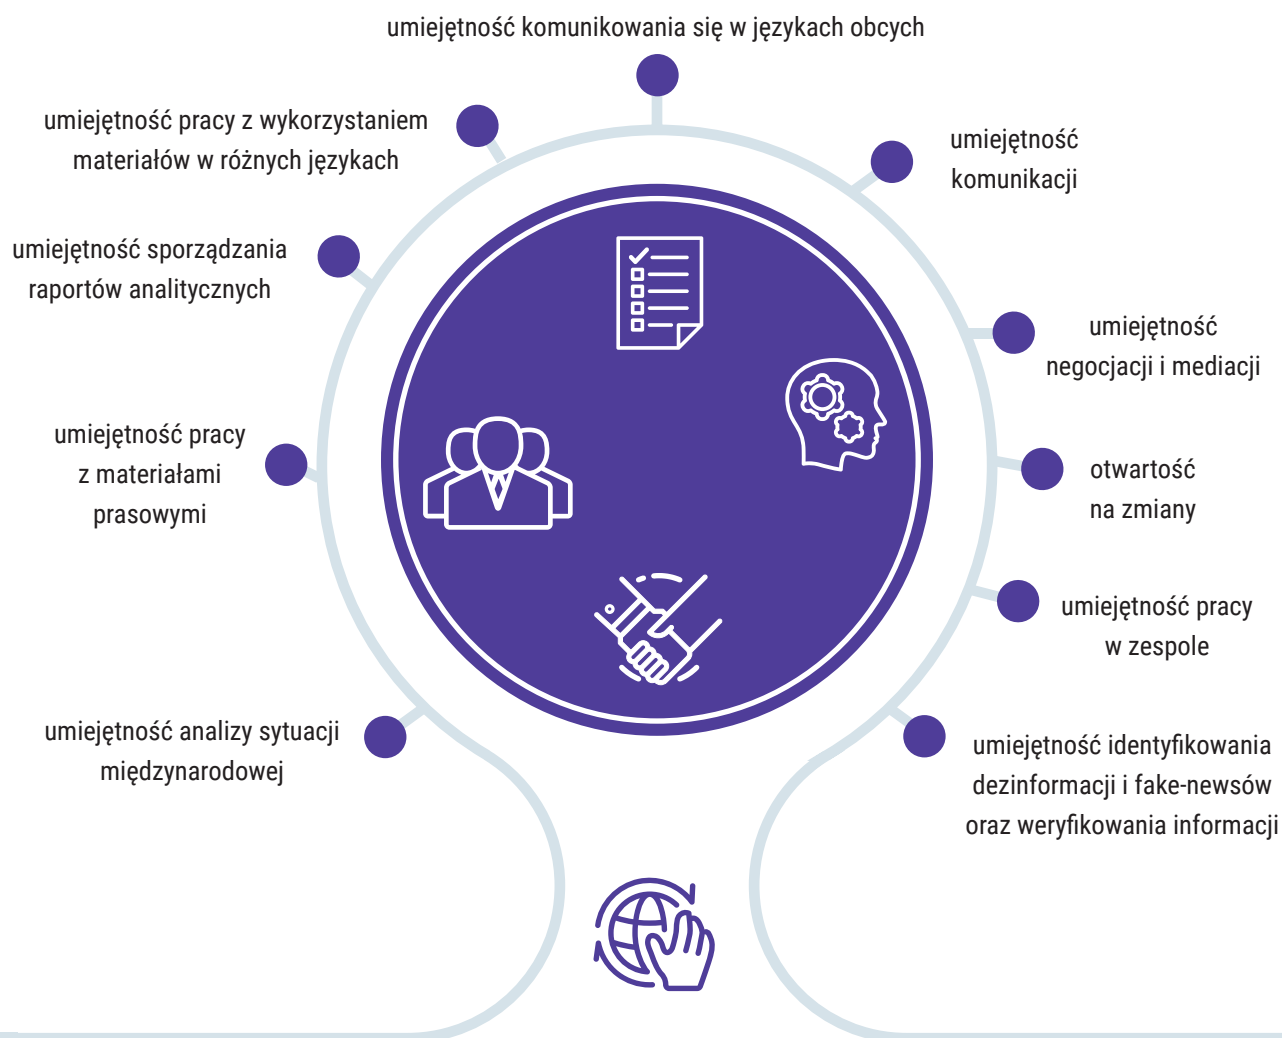 umiejętność komunikowania się w językach obcych
umiejętność pracy z wykorzystaniem
materiałów w różnych językach
umiejętność
komunikacji
umiejętność sporządzania
raportów analitycznych
umiejętność
negocjacji i mediacji
umiejętność pracy
z materiałami
prasowymi
otwartość
na zmiany
umiejętność pracy
w zespole
umiejętność analizy sytuacji
międzynarodowej
umiejętność identyfikowania
dezinformacji i fake-newsów
oraz weryfikowania informacji